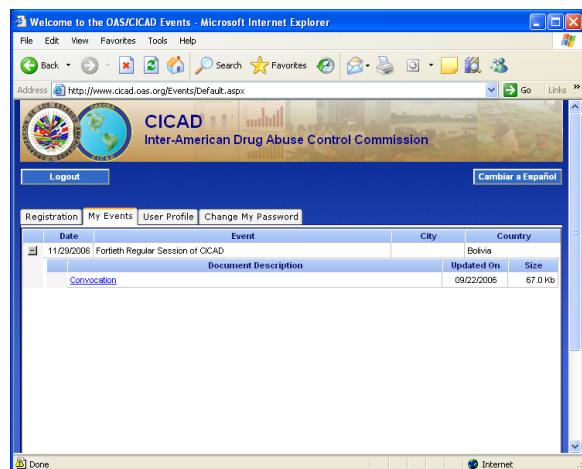 Welcome to the OAS/CICAD Events - Microsoft Internet Explorer
File Edit View Favorites Tools Help
Back Search Favorites
Address http://www.cicad.oas.org/Events/Default.aspx Go Links »
CICAD
Inter-American Drug Abuse Control Commission
Logout Cambiar a Español
Registration My Events User Profile Change My Password
Date Event City Country
11/29/2006 Fortieth Regular Session of CICAD Bolivia
Document Description Updated On Size
Convocation 09/22/2006 67.0 Kb
Done Internet